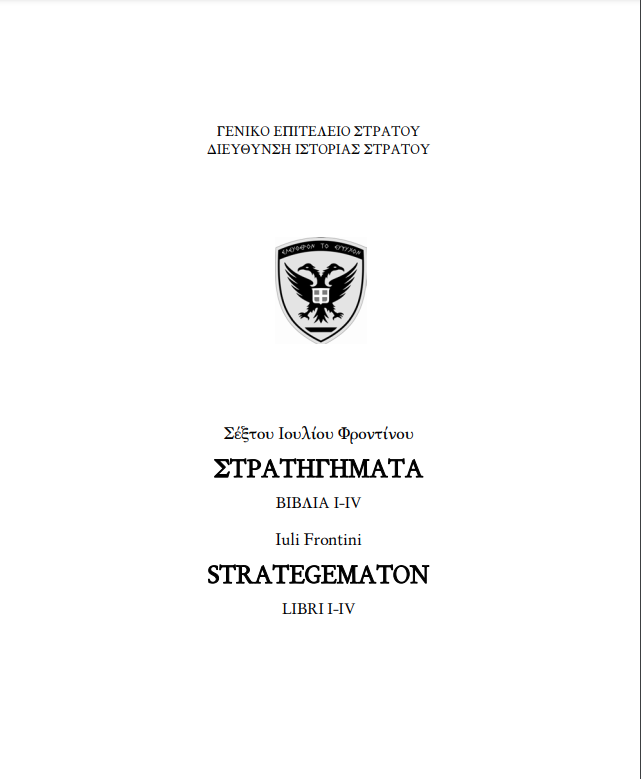 ΓΕΝΙΚΟ ΕΠΙΤΕΛΕΙΟ ΣΤΡΑΤΟΥ
ΔΙΕΥΘΥΝΣΗ ΙΣΤΟΡΙΑΣ ΣΤΡΑΤΟΥ
ΕΛΕΥΘΕΡΟΝ ΤΟ ΕΥΨΥΧΟΝ
Σέξτου Ιουλίου Φροντίνου
ΣΤΡΑΤΗΓΗΜΑΤΑ
ΒΙΒΛΙΑ I-IV
Iuli Frontini
STRATEGEMATON
LIBRI I-IV